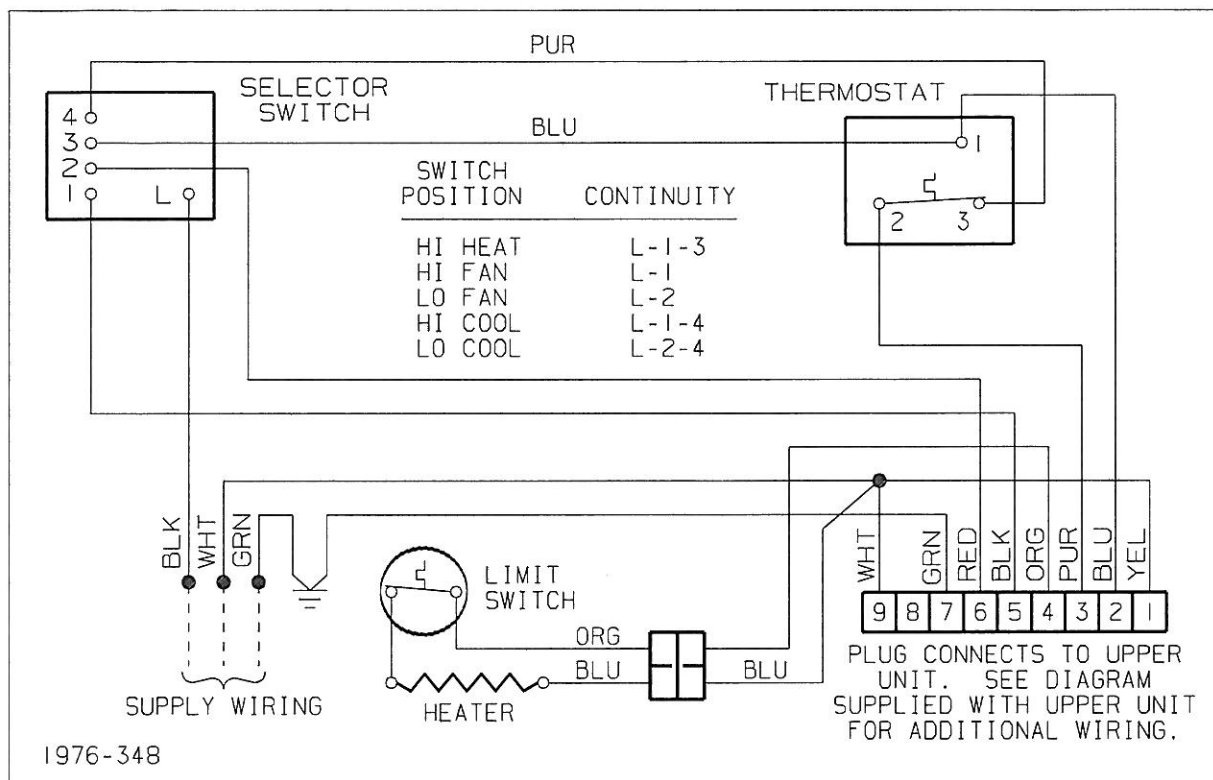 PUR
SELECTOR
SWITCH
THERMOSTAT
4
3
2
1
L
BLU
1
2
3
SWITCH
POSITION CONTINUITY
HI HEAT L-1-3
HI FAN L-1
LO FAN L-2
HI COOL L-1-4
LO COOL L-2-4
BLK
WHT
GRN
SUPPLY WIRING
LIMIT
SWITCH
ORG
BLU
BLU
HEATER
WHT
GRN
RED
BLK
ORG
PUR
BLU
YEL
9 8 7 6 5 4 3 2 1
PLUG CONNECTS TO UPPER
UNIT. SEE DIAGRAM
SUPPLIED WITH UPPER UNIT
FOR ADDITIONAL WIRING.
1976-348